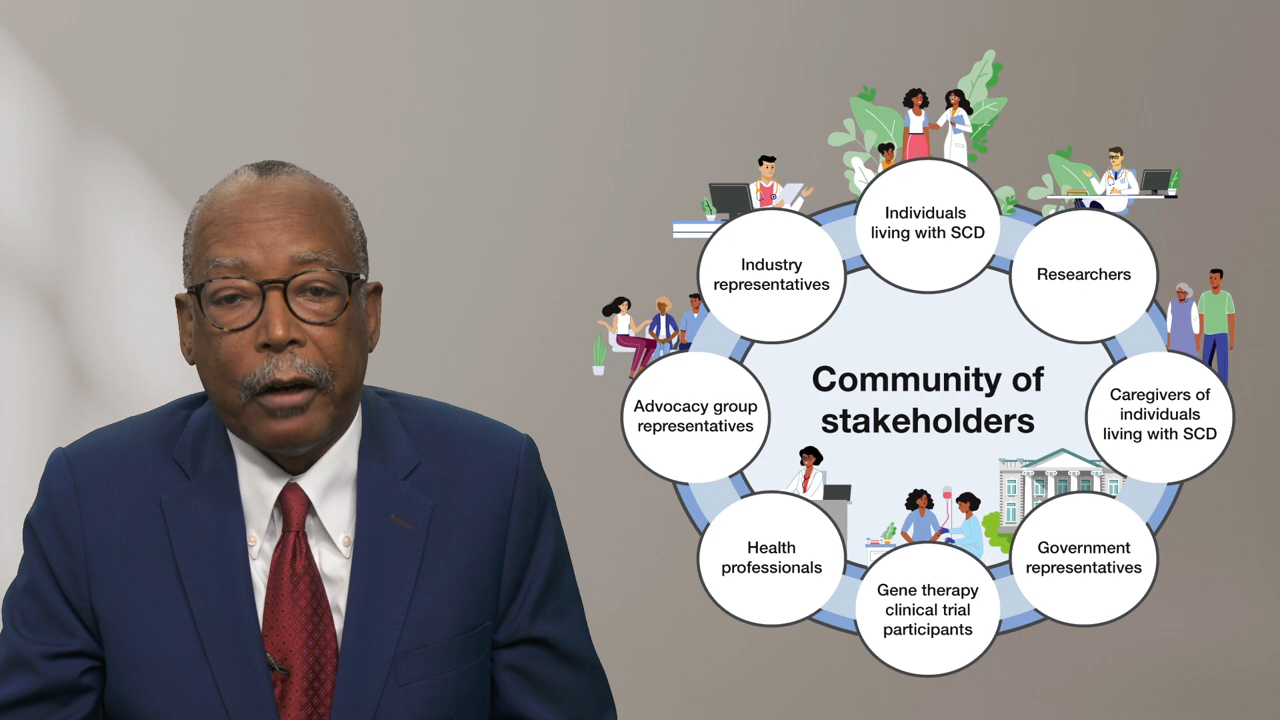 Individuals
living with SCD
Industry
representatives
Researchers
Community of
stakeholders
Advocacy group
representatives
Caregivers of
individuals
living with SCD
Health
professionals
Government
representatives
Gene therapy
clinical trial
participants